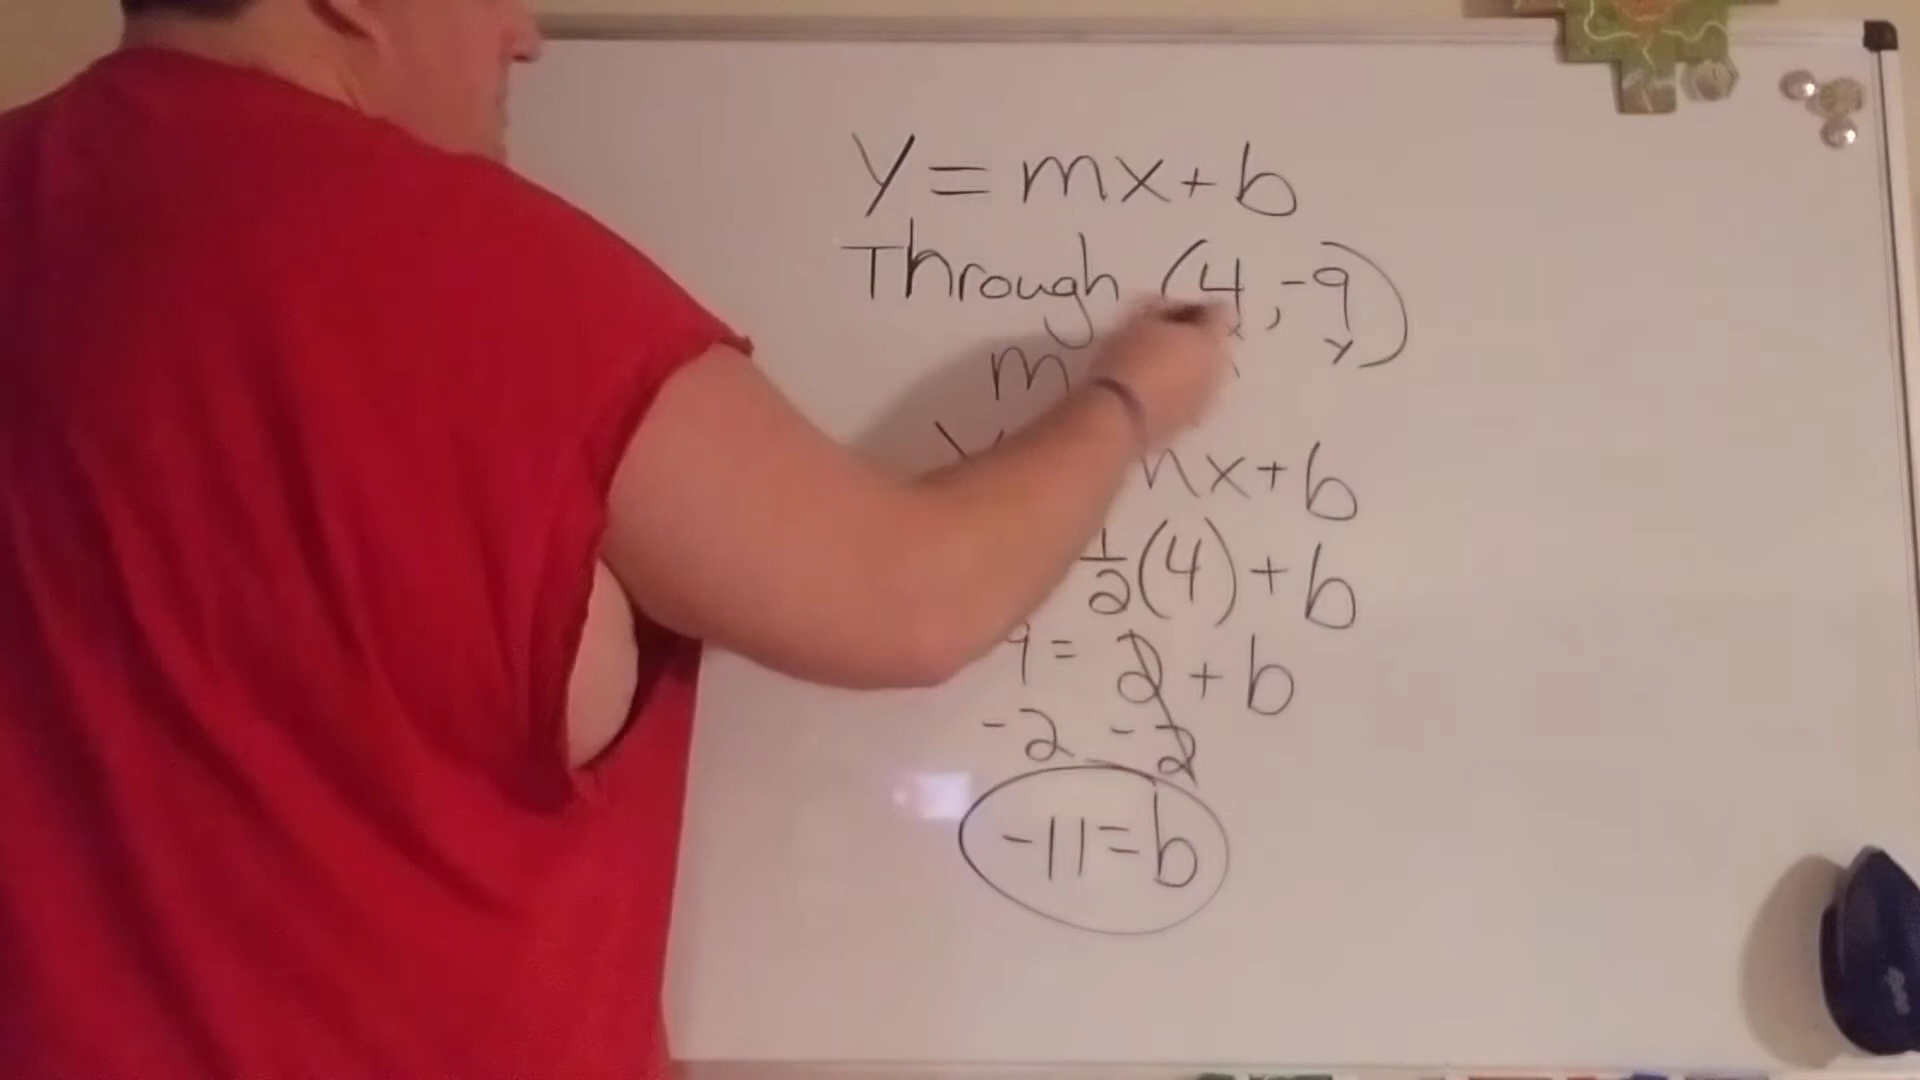 y = mx + b
Through (4, -9)
x y
m
y mx + b
1/2(4) + b
9 = 2 + b
-2 -2
-11 = b